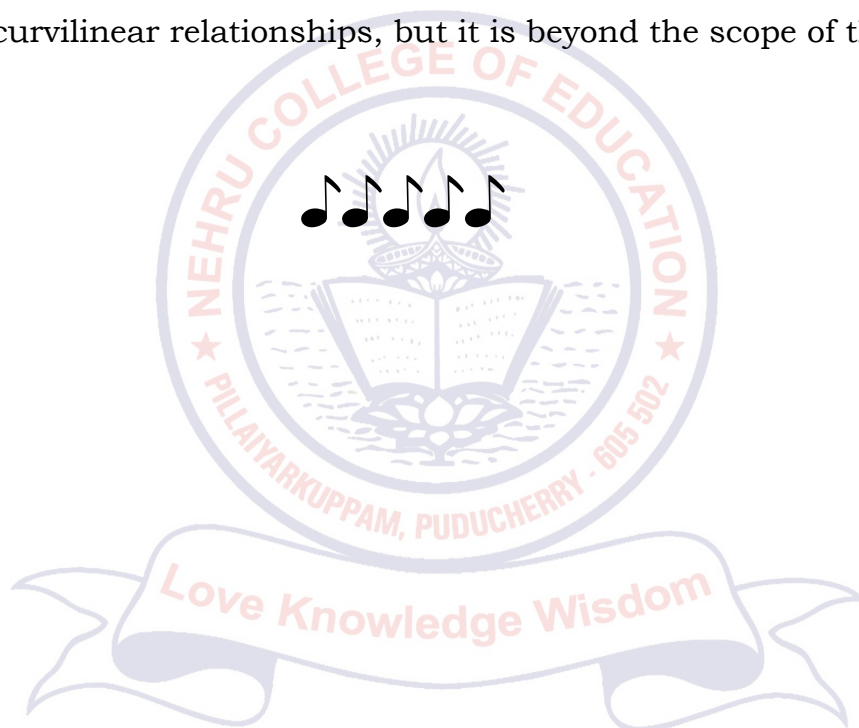 curvilinear relationships, but it is beyond the scope of
♪♪♪♪♪
NEHRU COLLEGE OF EDUCATION
PILLAIYARKUPPAM, PUDUCHERRY - 605 502
Love Knowledge Wisdom